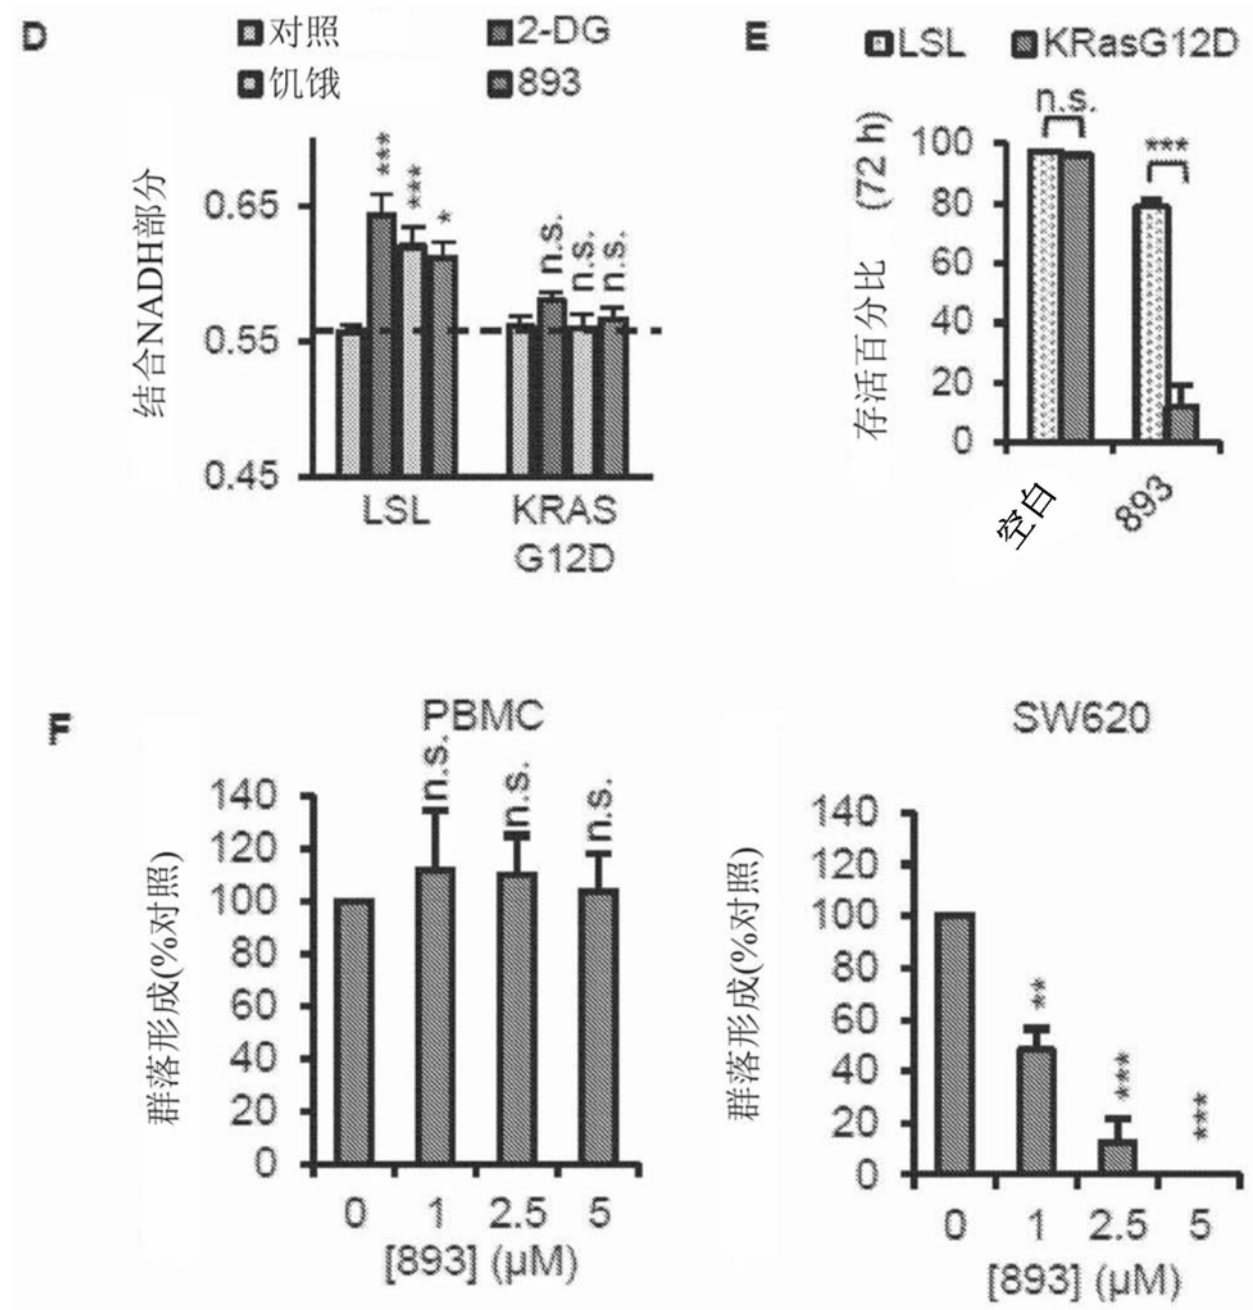 D
对照 2-DG
饥饿 893
结合NADH部分
0.65
0.55
0.45
*** *** * n.s. n.s. n.s.
LSL KRAS
G12D
E
LSL KRasG12D
存活百分比 (72 h)
n.s. ***
100
80
60
40
20
0
空白 893
F
PBMC
群落形成(%对照)
n.s. n.s. n.s.
140
120
100
80
60
40
20
0
0 1 2.5 5
[893] (μM)
SW620
群落形成(%对照)
140
120
100
80
60
40
20
0
** *** ***
0 1 2.5 5
[893] (μM)